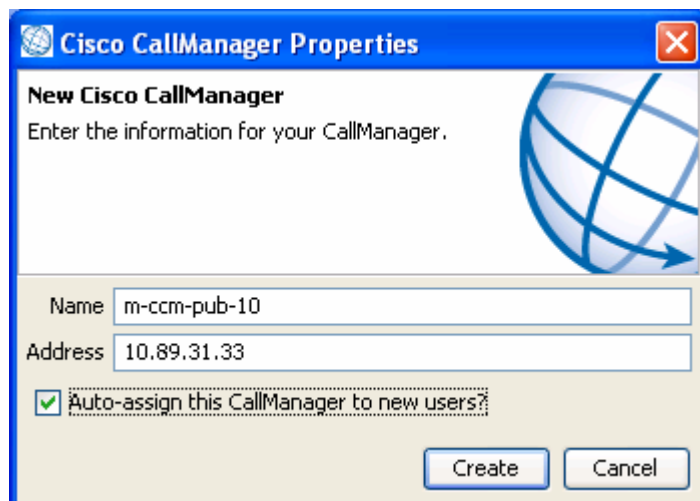 Cisco CallManager Properties
New Cisco CallManager
Enter the information for your CallManager.
Name m-ccm-pub-10
Address 10.89.31.33
Auto-assign this CallManager to new users?
Create Cancel